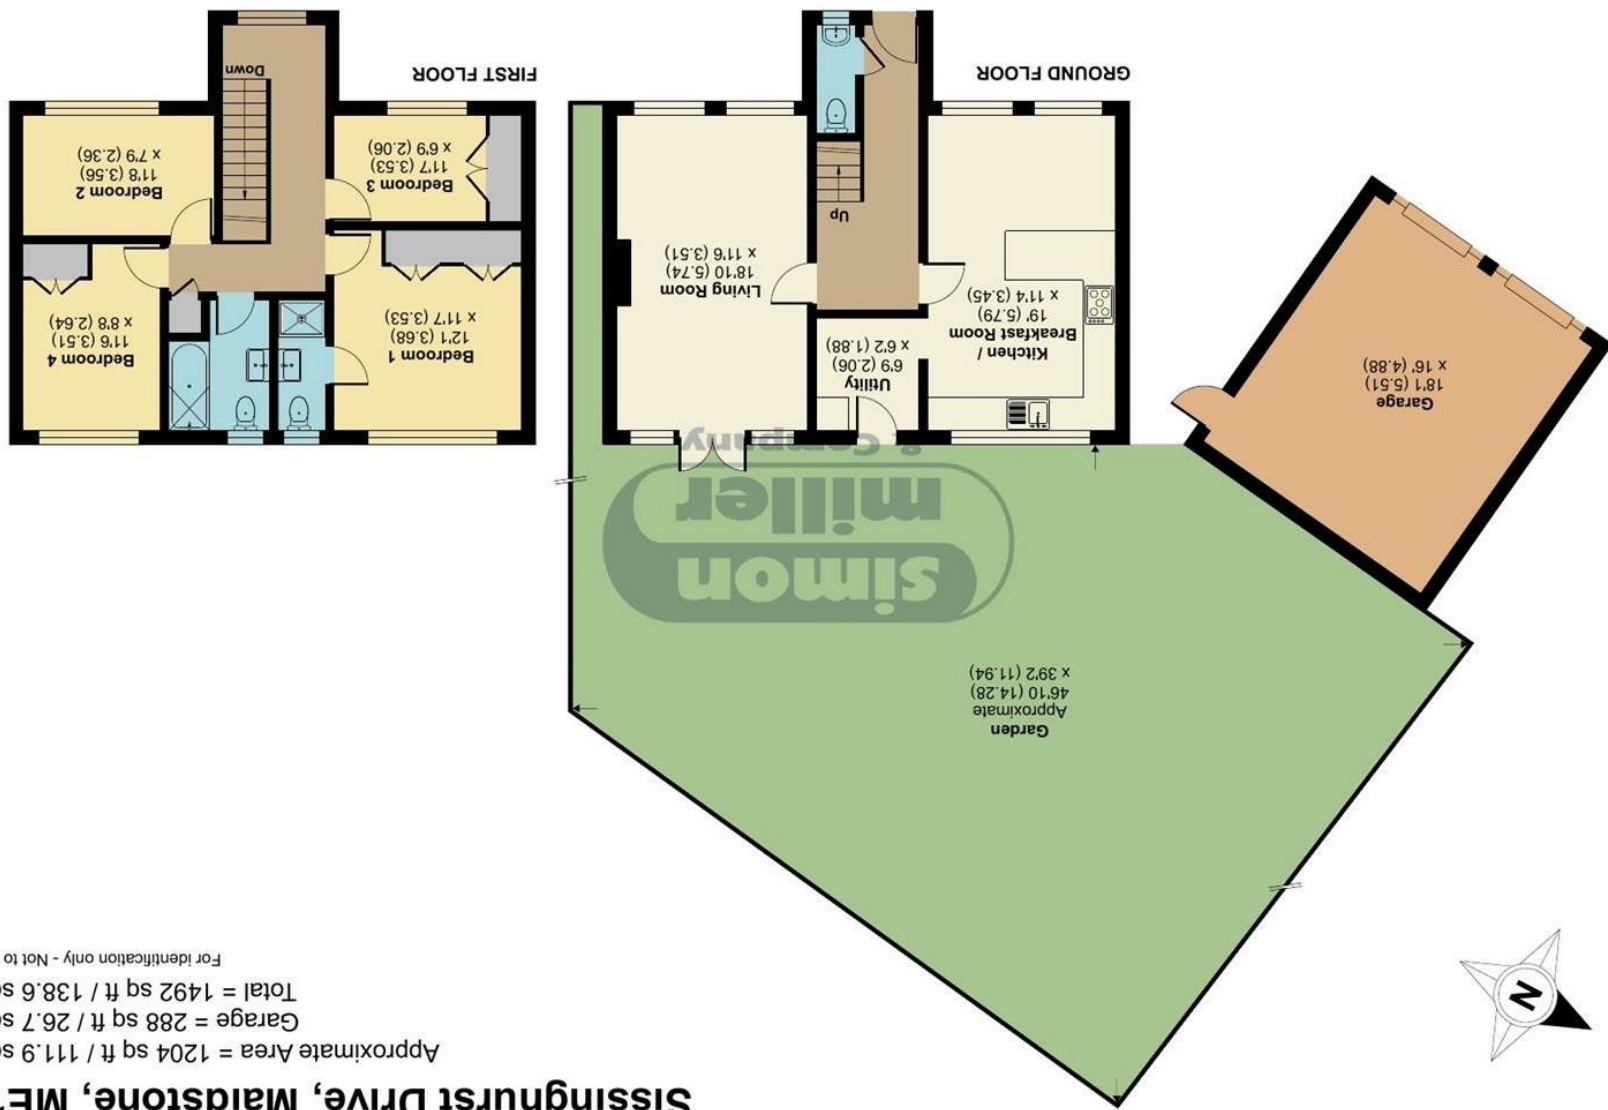 Sissinghurst Drive, Maidstone, ME1
Approximate Area = 1204 sq ft / 111.9 sq
Garage = 288 sq ft / 26.7 sq
Total = 1492 sq ft / 138.6 sq
For identification only - Not to
N
Garden
Approximate
46'10 (14.28)
x 39'2 (11.94)
simon
miller
& Company
Garage
18'1 (5.51)
x 16' (4.88)
Kitchen /
Breakfast Room
19' (5.79)
x 11'4 (3.45)
Utility
6'9 (2.06)
x 6'2 (1.88)
Living Room
18'10 (5.74)
x 11'6 (3.51)
Up
GROUND FLOOR
Bedroom 1
12'1 (3.68)
x 11'7 (3.53)
Bedroom 4
11'6 (3.51)
x 8'8 (2.64)
Bedroom 3
11'7 (3.53)
x 6'9 (2.06)
Bedroom 2
11'8 (3.56)
x 7'9 (2.36)
Down
FIRST FLOOR